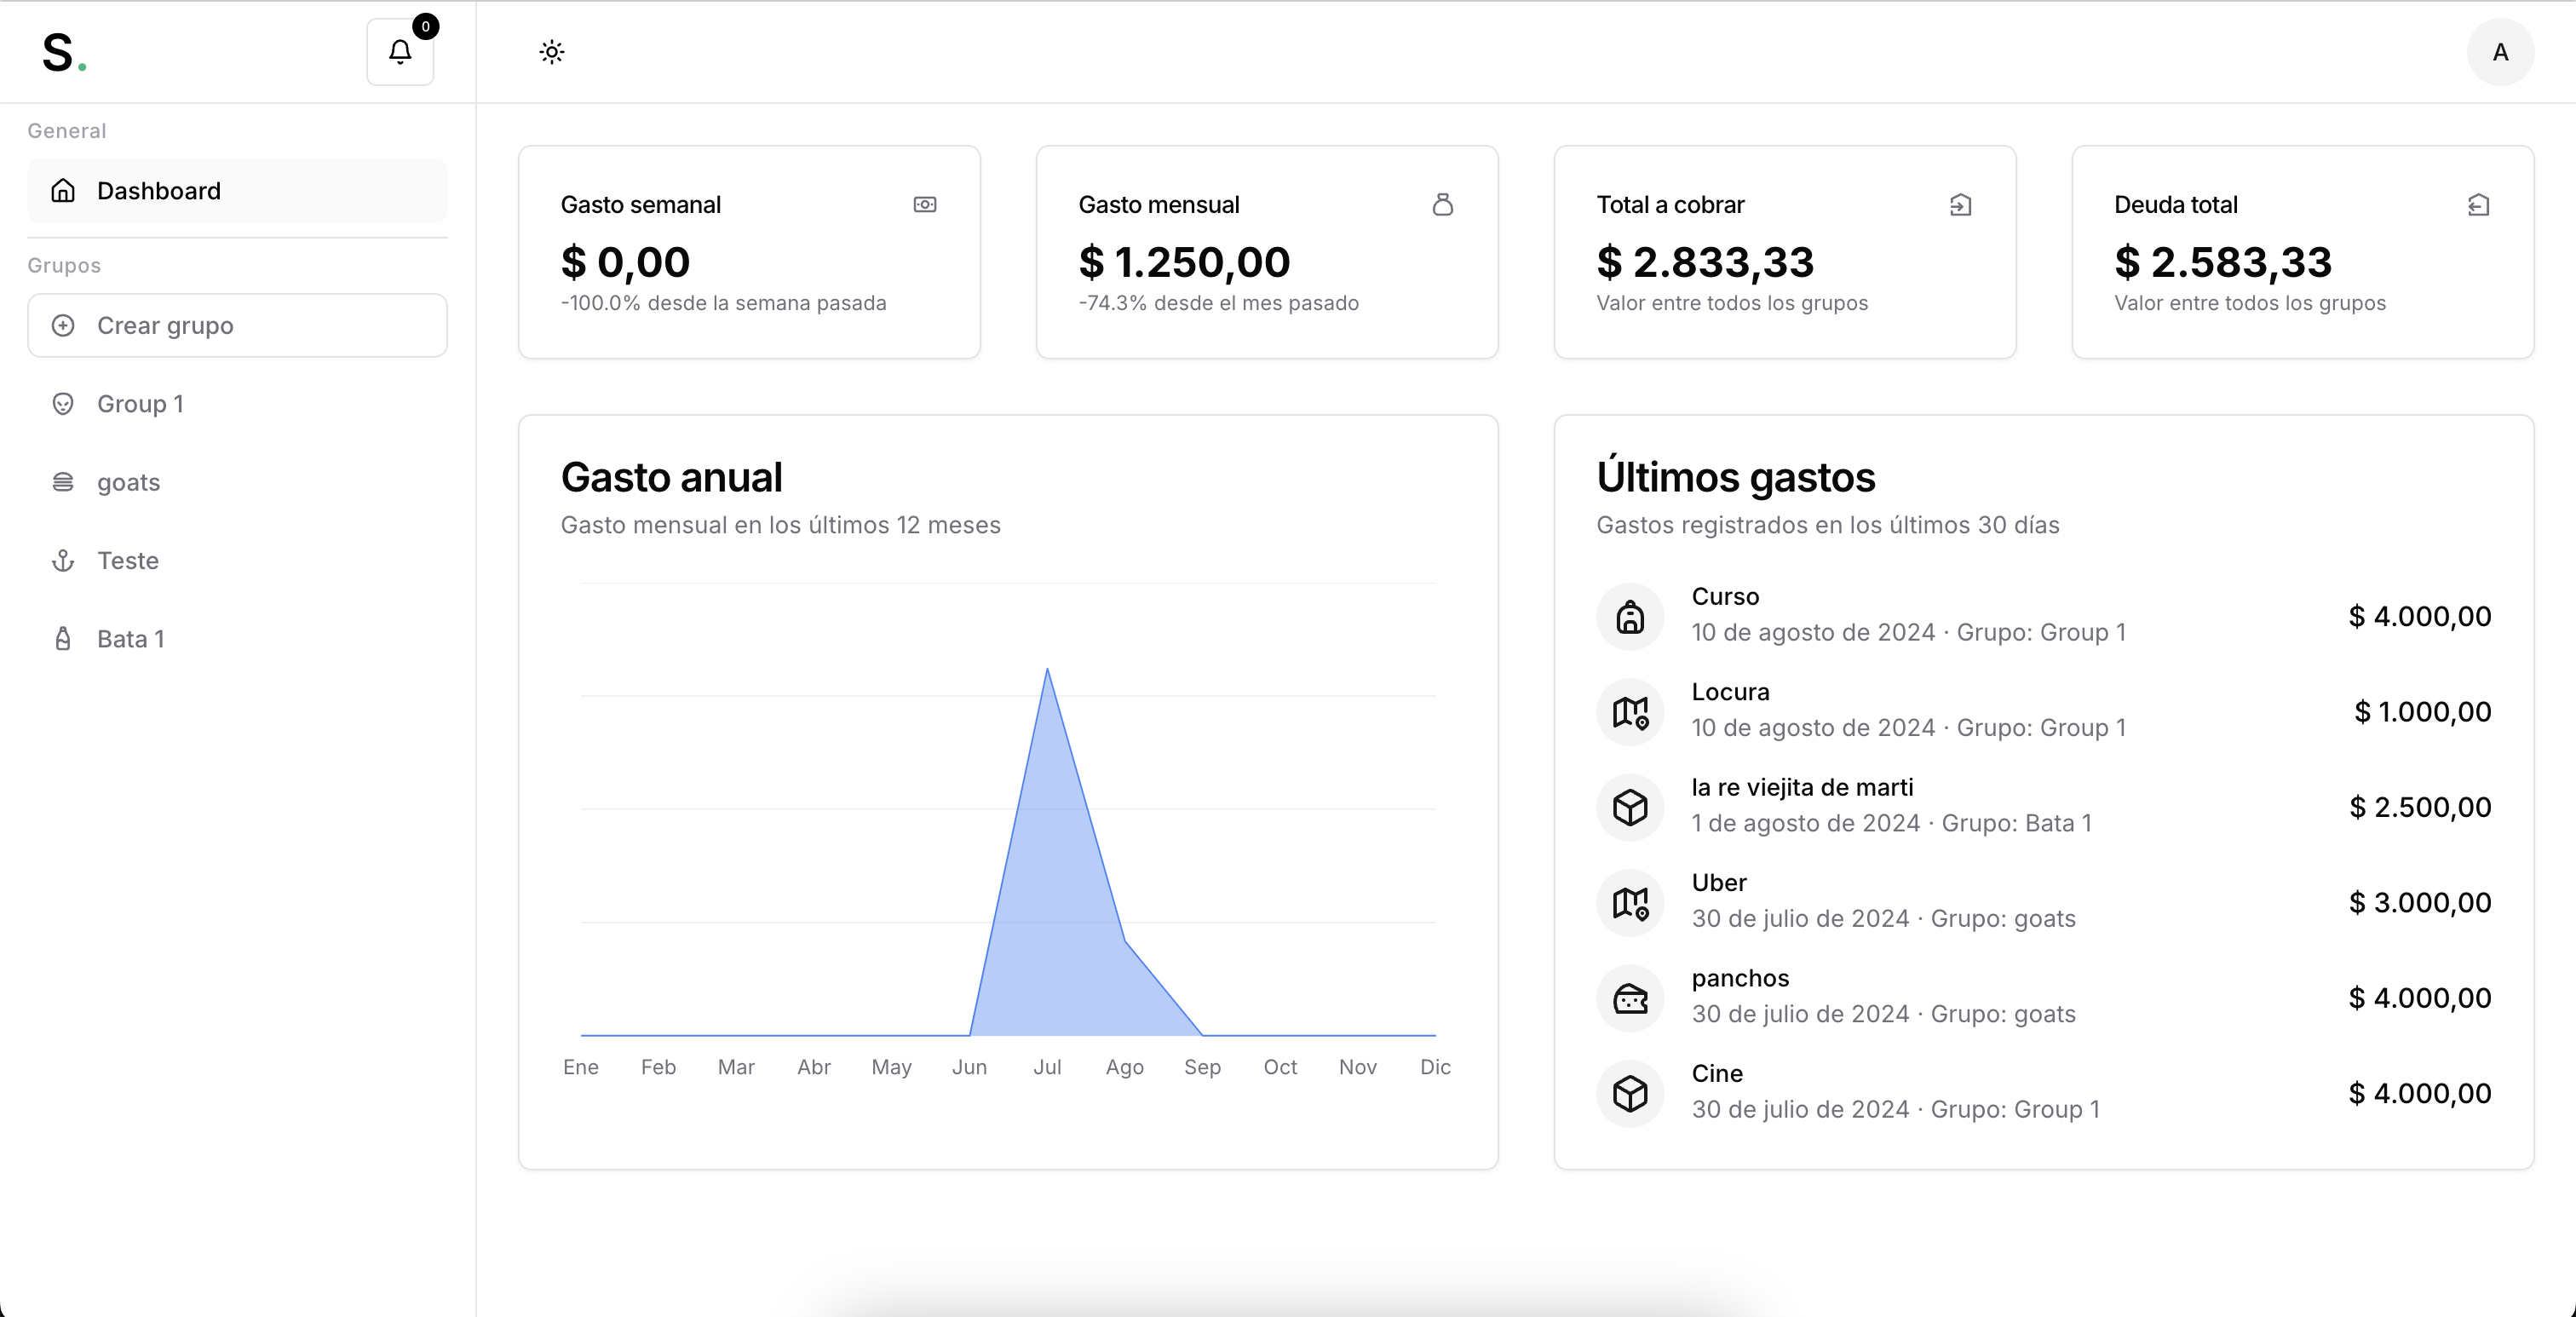 S.
0
A
General
Dashboard
Grupos
Crear grupo
Group 1
goats
Teste
Bata 1
Gasto semanal
$ 0,00
-100.0% desde la semana pasada
Gasto mensual
$ 1.250,00
-74.3% desde el mes pasado
Total a cobrar
$ 2.833,33
Valor entre todos los grupos
Deuda total
$ 2.583,33
Valor entre todos los grupos
Gasto anual
Gasto mensual en los últimos 12 meses
Ene Feb Mar Abr May Jun Jul Ago Sep Oct Nov Dic
Últimos gastos
Gastos registrados en los últimos 30 días
Curso
10 de agosto de 2024 · Grupo: Group 1
$ 4.000,00
Locura
10 de agosto de 2024 · Grupo: Group 1
$ 1.000,00
la re viejita de marti
1 de agosto de 2024 · Grupo: Bata 1
$ 2.500,00
Uber
30 de julio de 2024 · Grupo: goats
$ 3.000,00
panchos
30 de julio de 2024 · Grupo: goats
$ 4.000,00
Cine
30 de julio de 2024 · Grupo: Group 1
$ 4.000,00